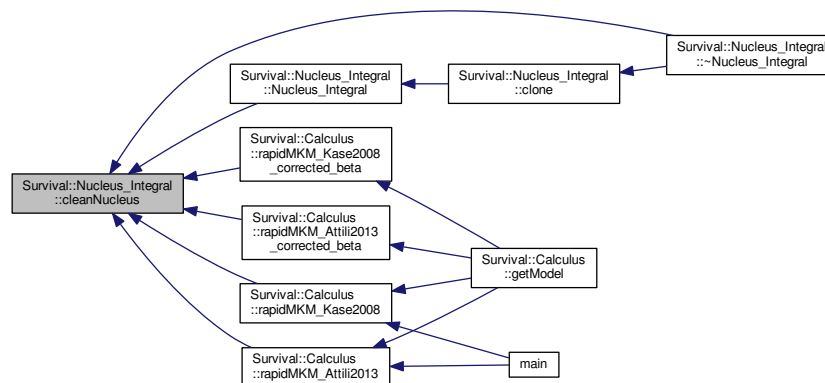 Survival::Nucleus_Integral
::cleanNucleus
Survival::Nucleus_Integral
::~Nucleus_Integral
Survival::Nucleus_Integral
::Nucleus_Integral
Survival::Nucleus_Integral
::clone
Survival::Calculus
::rapidMKM_Kase2008
_corrected_beta
Survival::Calculus
::rapidMKM_Attili2013
_corrected_beta
Survival::Calculus
::getModel
Survival::Calculus
::rapidMKM_Kase2008
Survival::Calculus
::rapidMKM_Attili2013
main